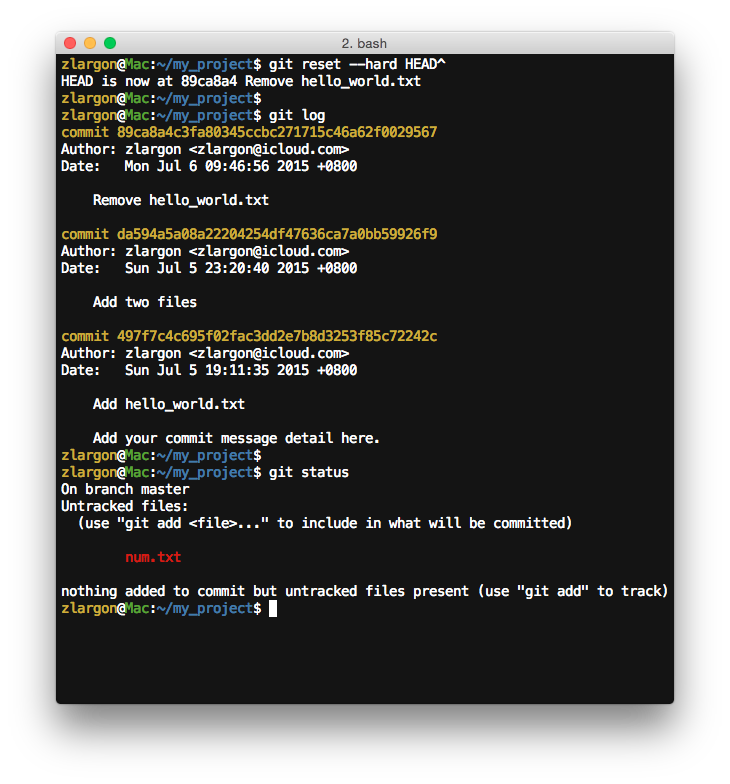 2. bash
zlargon@Mac:~/my_project$ git reset --hard HEAD^
HEAD is now at 89ca8a4 Remove hello_world.txt
zlargon@Mac:~/my_project$
zlargon@Mac:~/my_project$ git log
commit 89ca8a4c3fa80345ccbc271715c46a62f0029567
Author: zlargon <zlargon@icloud.com>
Date:   Mon Jul 6 09:46:56 2015 +0800
    Remove hello_world.txt
commit da594a5a08a22204254df47636ca7a0bb59926f9
Author: zlargon <zlargon@icloud.com>
Date:   Sun Jul 5 23:20:40 2015 +0800
    Add two files
commit 497f7c4c695f02fac3dd2e7b8d3253f85c72242c
Author: zlargon <zlargon@icloud.com>
Date:   Sun Jul 5 19:11:35 2015 +0800
    Add hello_world.txt
    Add your commit message detail here.
zlargon@Mac:~/my_project$
zlargon@Mac:~/my_project$ git status
On branch master
Untracked files:
  (use "git add <file>..." to include in what will be committed)
        num.txt
nothing added to commit but untracked files present (use "git add" to track)
zlargon@Mac:~/my_project$